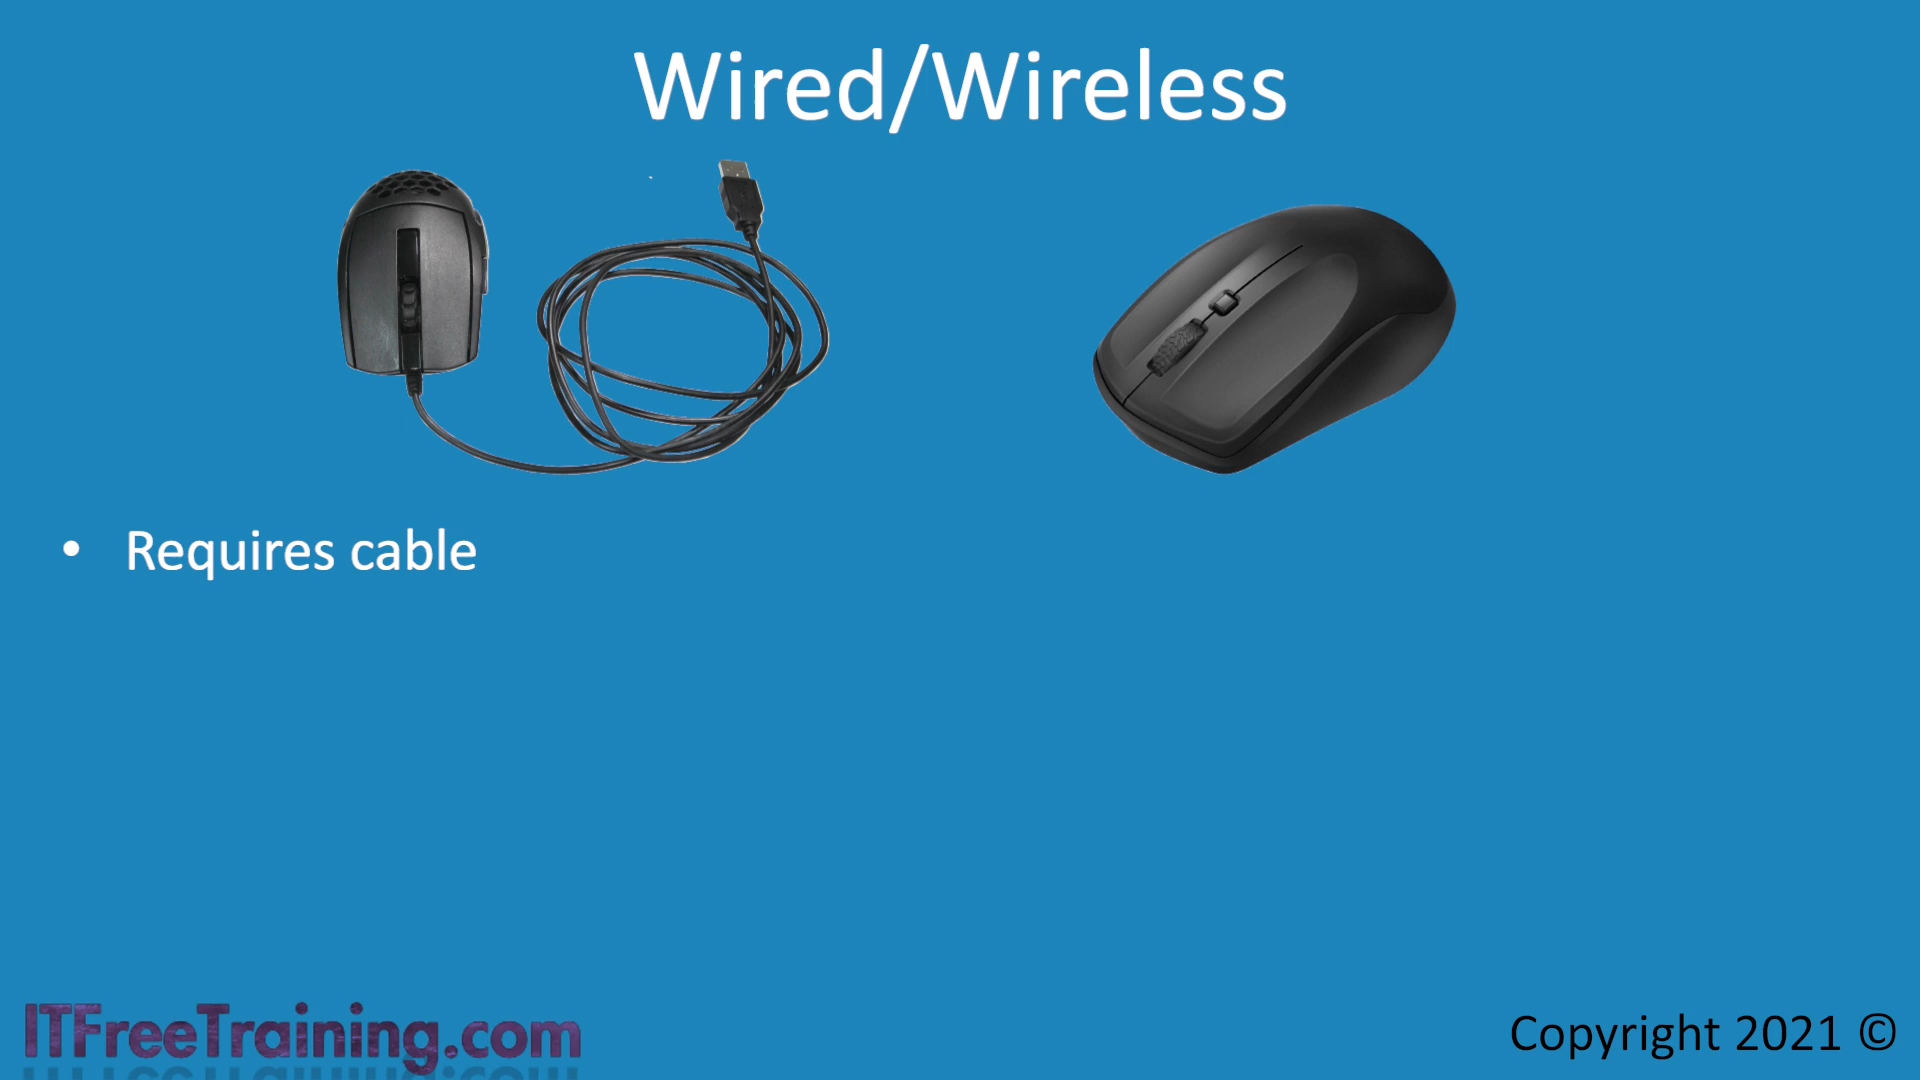 Wired/Wireless
• Requires cable
ITFreeTraining.com
Copyright 2021 ©